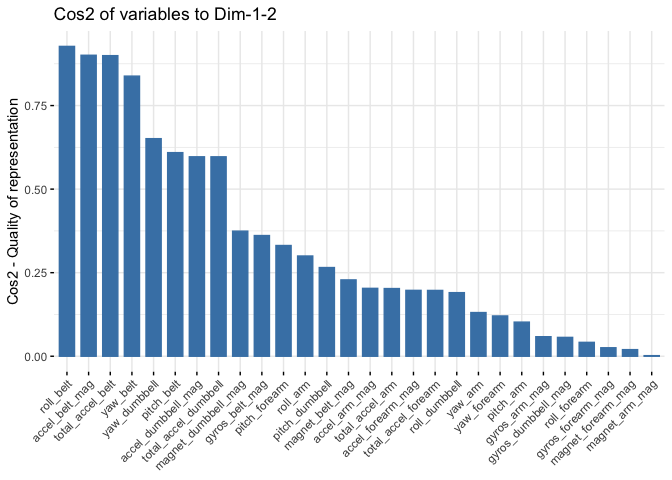 Cos2 of variables to Dim-1-2
Cos2 - Quality of representation
0.75
0.50
0.25
0.00
roll_belt
accel_belt_mag
total_accel_belt
yaw_belt
yaw_dumbbell
pitch_belt
accel_dumbbell_mag
total_accel_dumbbell
magnet_dumbbell_mag
gyros_belt_mag
pitch_forearm
roll_arm
pitch_dumbbell
magnet_belt_mag
accel_arm_mag
total_accel_arm
accel_forearm_mag
total_accel_forearm
roll_dumbbell
yaw_arm
yaw_forearm
pitch_arm
gyros_arm_mag
gyros_dumbbell_mag
roll_forearm
gyros_forearm_mag
magnet_forearm_mag
magnet_arm_mag